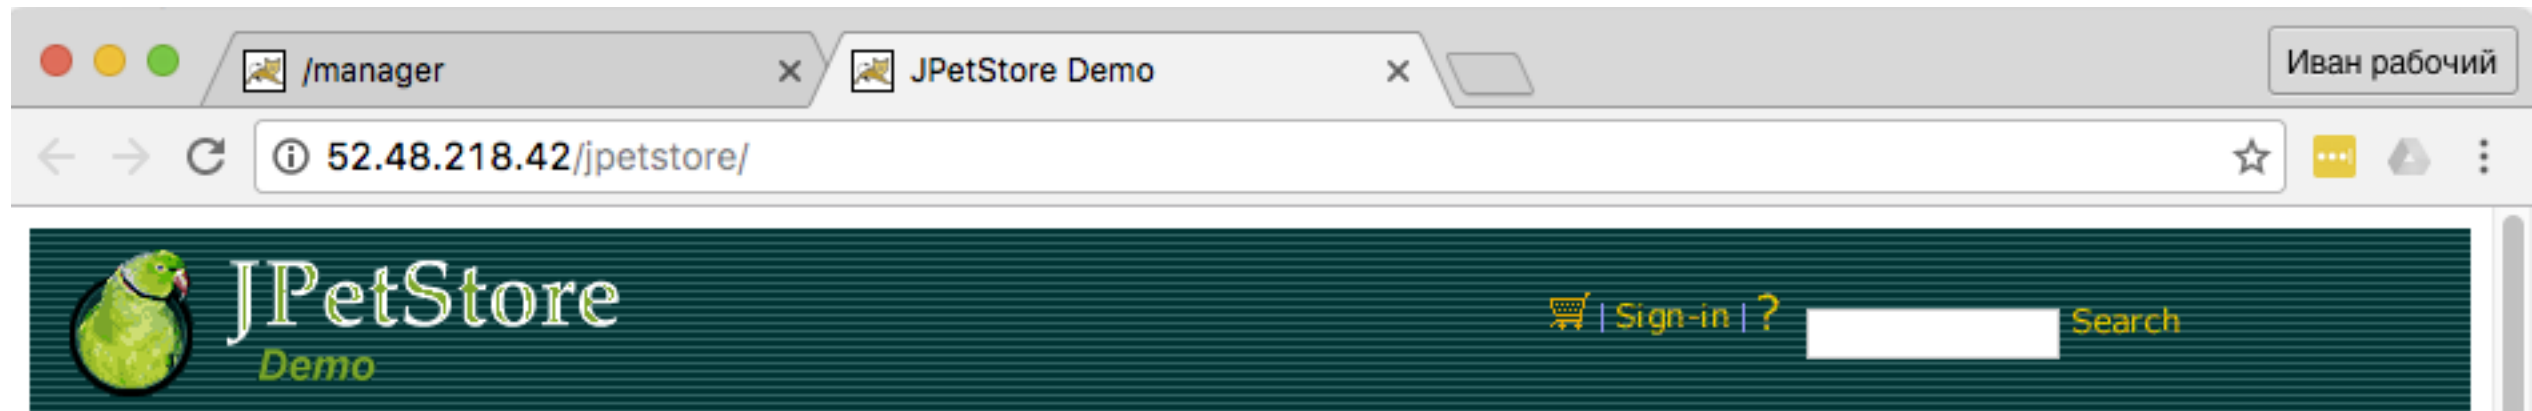 /manager
JPetStore Demo
Иван рабочий
52.48.218.42/jpetstore/
JPetStore
Demo
| Sign-in | ?
Search